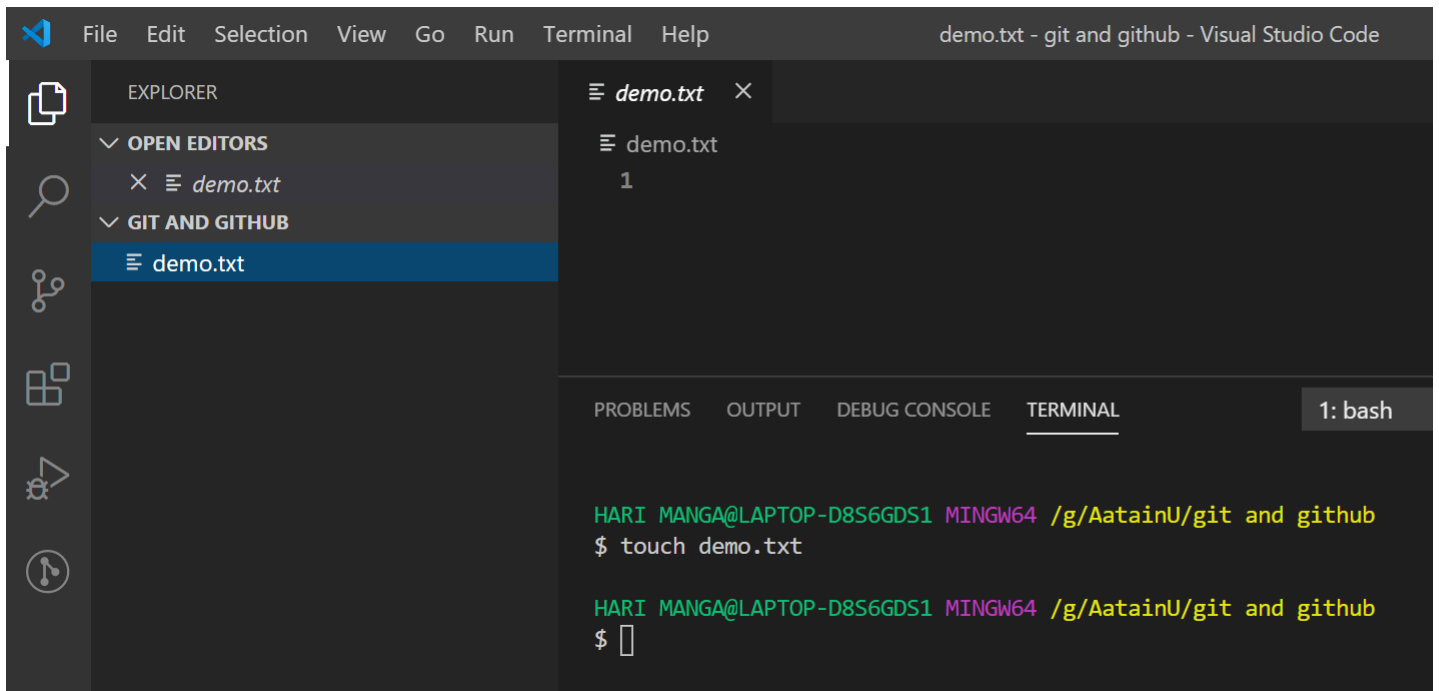 File Edit Selection View Go Run Terminal Help demo.txt - git and github - Visual Studio Code
EXPLORER
OPEN EDITORS
demo.txt
GIT AND GITHUB
demo.txt
demo.txt
demo.txt
1
PROBLEMS OUTPUT DEBUG CONSOLE TERMINAL 1: bash
HARI MANGA@LAPTOP-D8S6GDS1 MINGW64 /g/AatainU/git and github
$ touch demo.txt
HARI MANGA@LAPTOP-D8S6GDS1 MINGW64 /g/AatainU/git and github
$